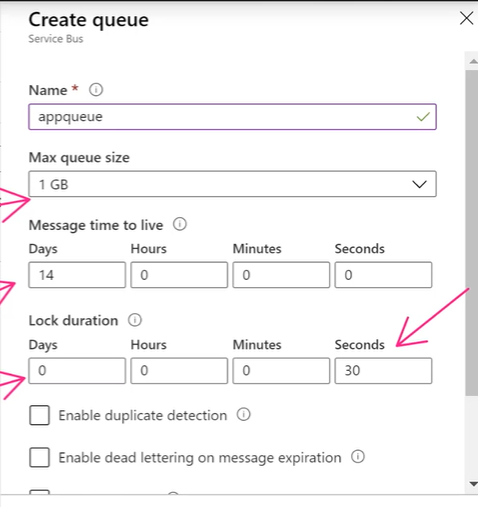 Create queue
Service Bus
Name *
appqueue
Max queue size
1 GB
Message time to live
Days Hours Minutes Seconds
14 0 0 0
Lock duration
Days Hours Minutes Seconds
0 0 0 30
Enable duplicate detection
Enable dead lettering on message expiration